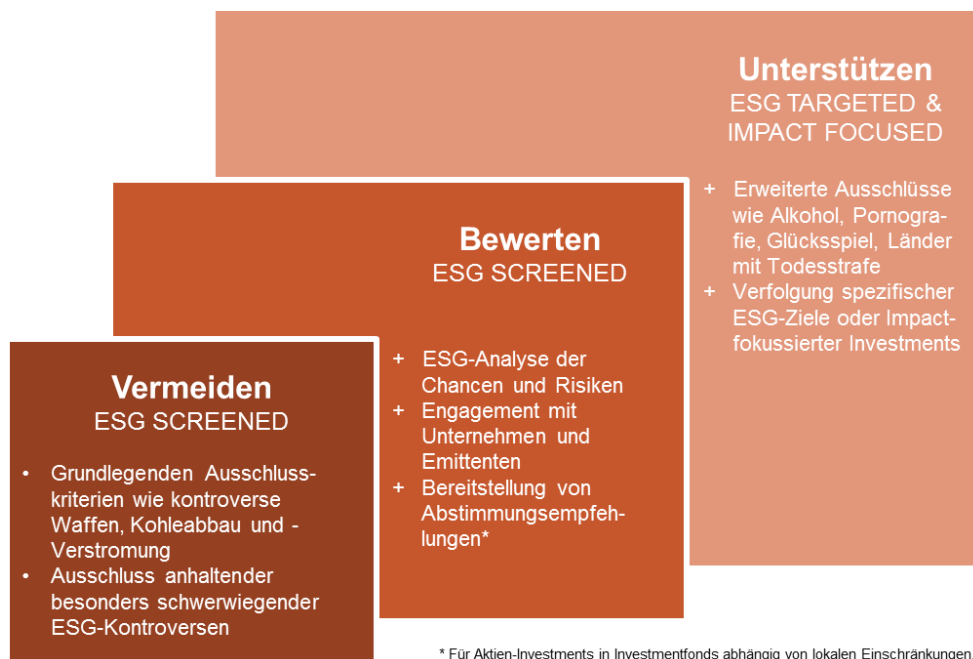 Unterstützen
ESG TARGETED &
IMPACT FOCUSED
+ Erweiterte Ausschlüsse
wie Alkohol, Pornogra-
fie, Glücksspiel, Länder
mit Todesstrafe
+ Verfolgung spezifischer
ESG-Ziele oder Impact-
fokussierter Investments
Bewerten
ESG SCREENED
+ ESG-Analyse der
Chancen und Risiken
+ Engagement mit
Unternehmen und
Emittenten
+ Bereitstellung von
Abstimmungsempfeh-
lungen*
Vermeiden
ESG SCREENED
• Grundlegenden Ausschluss-
kriterien wie kontroverse
Waffen, Kohleabbau und -
Verstromung
• Ausschluss anhaltender
besonders schwerwiegender
ESG-Kontroversen
* Für Aktien-Investments in Investmentfonds abhängig von lokalen Einschränkungen.